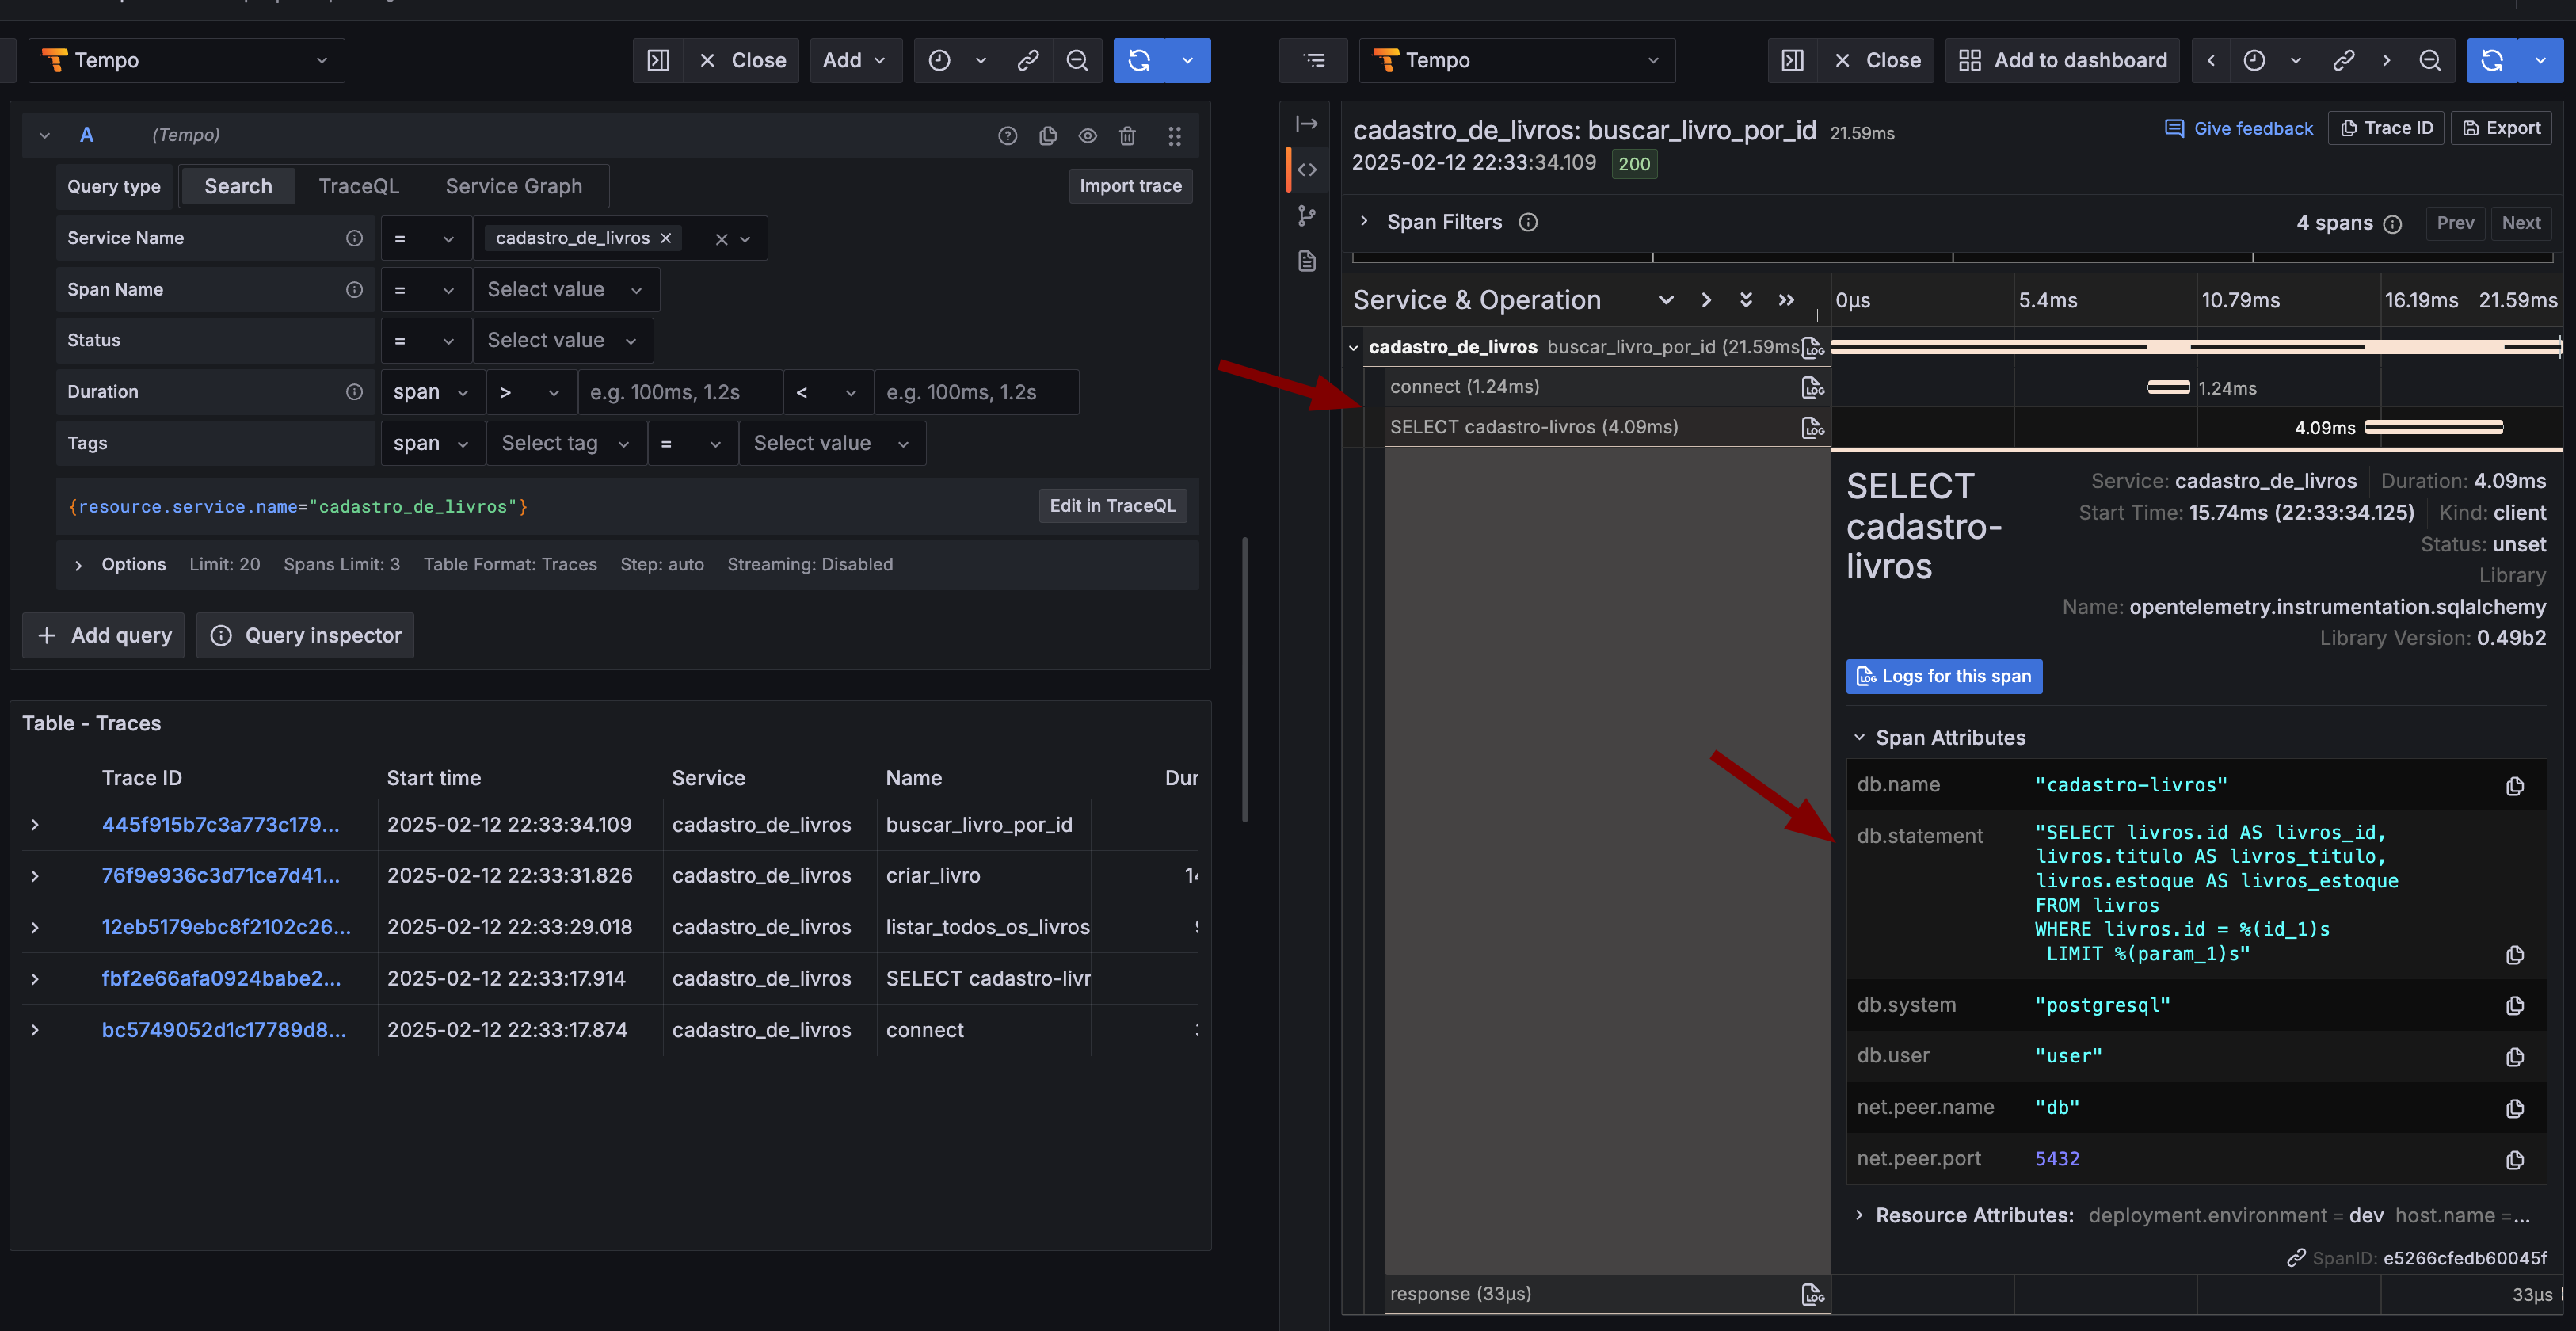 Tempo
Close
Add
A
(Tempo)
Query type
Search
TraceQL
Service Graph
Import trace
Service Name
=
cadastro_de_livros
Span Name
=
Select value
Status
=
Select value
Duration
span
>
e.g. 100ms, 1.2s
<
e.g. 100ms, 1.2s
Tags
span
Select tag
=
Select value
{resource.service.name="cadastro_de_livros"}
Edit in TraceQL
Options Limit: 20 Spans Limit: 3 Table Format: Traces Step: auto Streaming: Disabled
+ Add query
Query inspector
Table - Traces
Trace ID Start time Service Name Dur
445f915b7c3a773c179... 2025-02-12 22:33:34.109 cadastro_de_livros buscar_livro_por_id
76f9e936c3d71ce7d41... 2025-02-12 22:33:31.826 cadastro_de_livros criar_livro 14
12eb5179ebc8f2102c26... 2025-02-12 22:33:29.018 cadastro_de_livros listar_todos_os_livros
fbf2e66afa0924babe2... 2025-02-12 22:33:17.914 cadastro_de_livros SELECT cadastro-livr
bc5749052d1c17789d8... 2025-02-12 22:33:17.874 cadastro_de_livros connect
Tempo
Close
Add to dashboard
cadastro_de_livros: buscar_livro_por_id 21.59ms
Give feedback
Trace ID
Export
2025-02-12 22:33:34.109 200
Span Filters
4 spans
Prev
Next
Service & Operation
0μs 5.4ms 10.79ms 16.19ms 21.59ms
cadastro_de_livros buscar_livro_por_id (21.59ms
LOG
connect (1.24ms)
LOG
1.24ms
SELECT cadastro-livros (4.09ms)
LOG
4.09ms
SELECT
cadastro-
livros
Service: cadastro_de_livros Duration: 4.09ms
Start Time: 15.74ms (22:33:34.125) Kind: client
Status: unset
Library
Name: opentelemetry.instrumentation.sqlalchemy
Library Version: 0.49b2
LOG Logs for this span
Span Attributes
db.name "cadastro-livros"
db.statement "SELECT livros.id AS livros_id,
livros.titulo AS livros_titulo,
livros.estoque AS livros_estoque
FROM livros
WHERE livros.id = %(id_1)s
LIMIT %(param_1)s"
db.system "postgresql"
db.user "user"
net.peer.name "db"
net.peer.port 5432
Resource Attributes: deployment.environment = dev host.name =...
SpanID: e5266cfedb60045f
response (33μs)
LOG
33μs